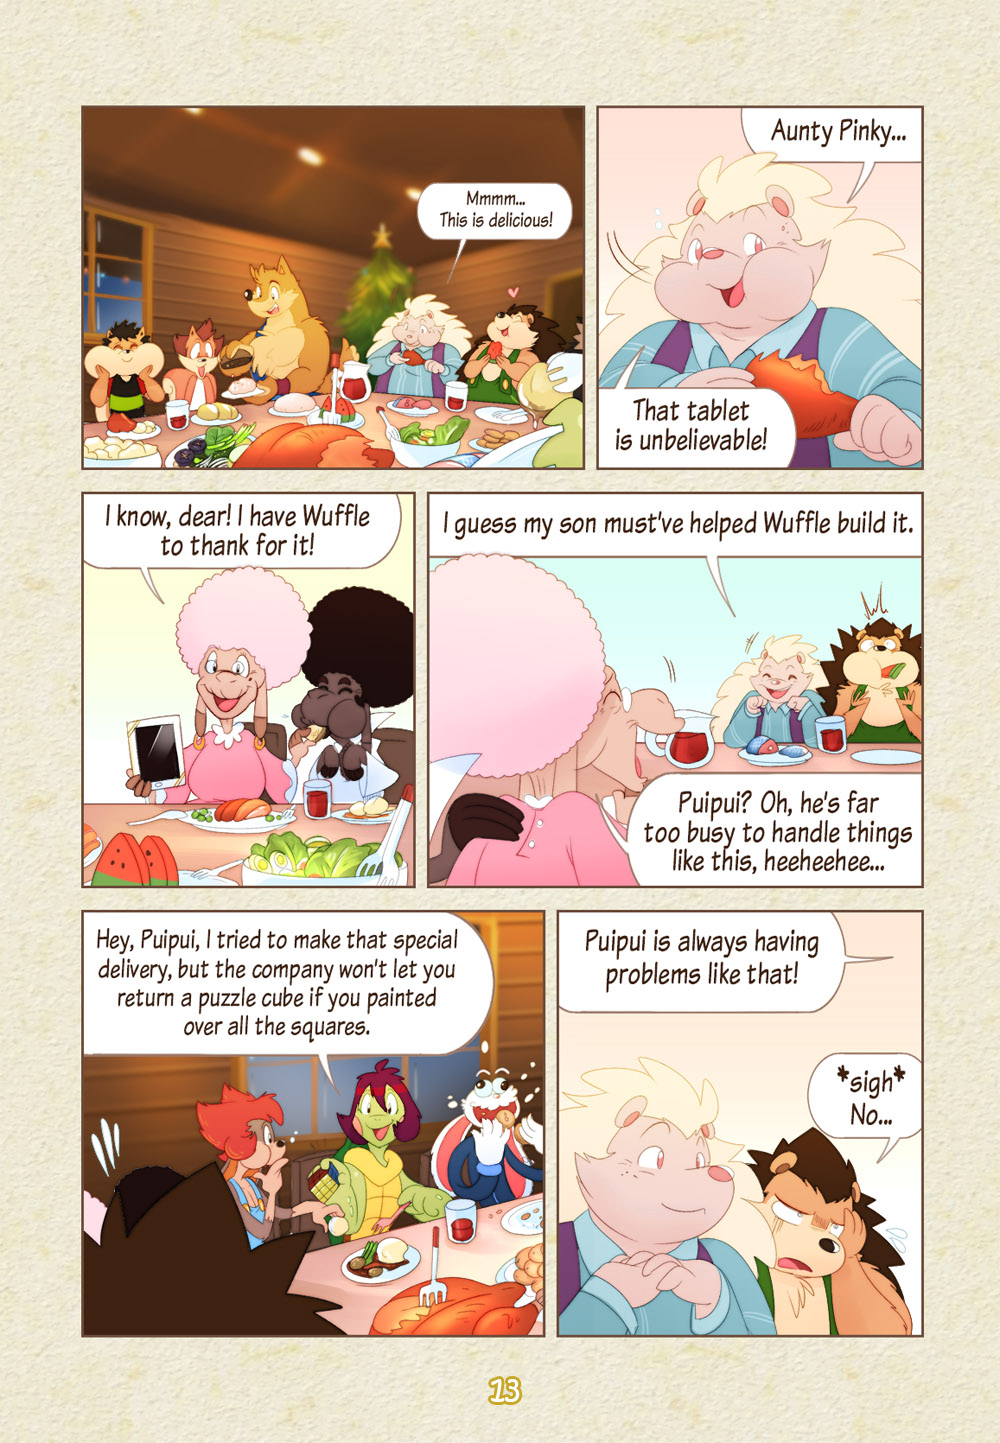 Mmmm...
This is delicious!
Aunty Pinky...
That tablet
is unbelievable!
I know, dear! I have Wuffle
to thank for it!
I guess my son must've helped Wuffle build it.
Puipui? Oh, he's far
too busy to handle things
like this, heeheehee...
Hey, Puipui, I tried to make that special
delivery, but the company won't let you
return a puzzle cube if you painted
over all the squares.
Puipui is always having
problems like that!
*sigh*
No...
13